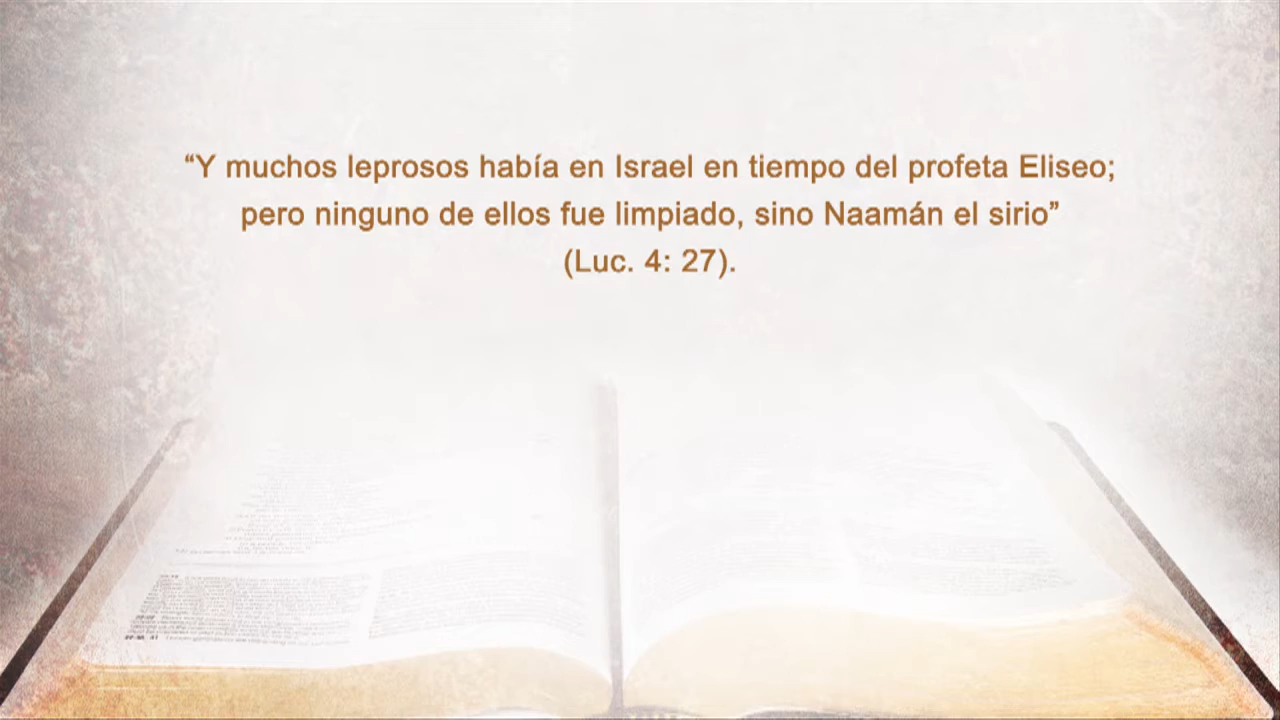 “Y muchos leprosos había en Israel en tiempo del profeta Eliseo;
pero ninguno de ellos fue limpiado, sino Naamán el sirio”
(Luc. 4: 27).